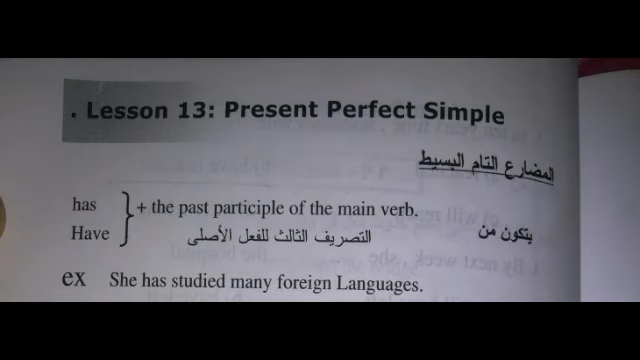 . Lesson 13: Present Perfect Simple
المضارع التام البسيط
has
Have } + the past participle of the main verb.
يتكون من التصريف الثالث للفعل الأصلى
ex She has studied many foreign Languages.